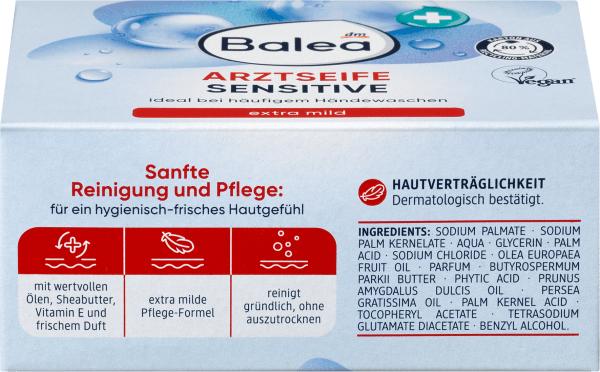 Balea
dm
KARTON AUS
80 %
RECYCLING-MATERIAL
ARZTSEIFE
SENSITIVE
Ideal bei häufigem Händewaschen
Vegan
extra mild
Sanfte
Reinigung und Pflege:
für ein hygienisch-frisches Hautgefühl
mit wertvollen
Ölen, Sheabutter,
Vitamin E und
frischem Duft
extra milde
Pflege-Formel
reinigt
gründlich, ohne
auszutrocknen
HAUTVERTRÄGLICHKEIT
Dermatologisch bestätigt.
INGREDIENTS: SODIUM PALMATE · SODIUM
PALM KERNELATE · AQUA · GLYCERIN · PALM
ACID · SODIUM CHLORIDE · OLEA EUROPAEA
FRUIT OIL · PARFUM · BUTYROSPERMUM
PARKII BUTTER · PHYTIC ACID · PRUNUS
AMYGDALUS DULCIS OIL · PERSEA
GRATISSIMA OIL · PALM KERNEL ACID ·
TOCOPHERYL ACETATE · TETRASODIUM
GLUTAMATE DIACETATE · BENZYL ALCOHOL.